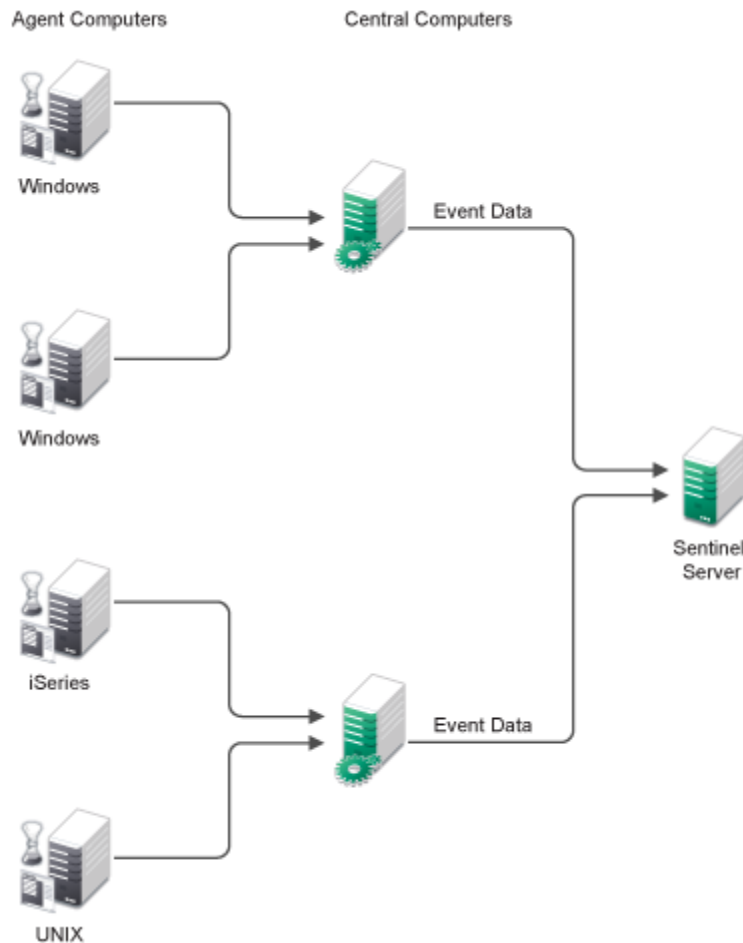 Agent Computers
Central Computers
Windows
Event Data
Windows
Sentinel
Server
iSeries
Event Data
UNIX